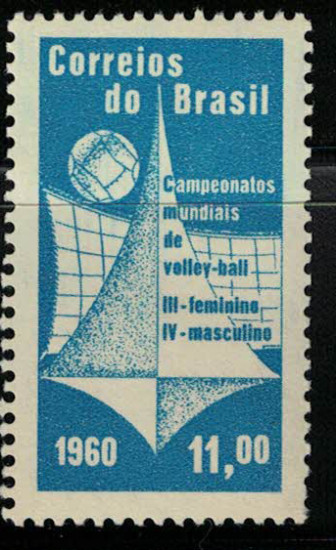 Correios
do Brasil
Campeonatos
mundiais
de
volley-ball
III-feminino
IV-masculino
1960 11,00